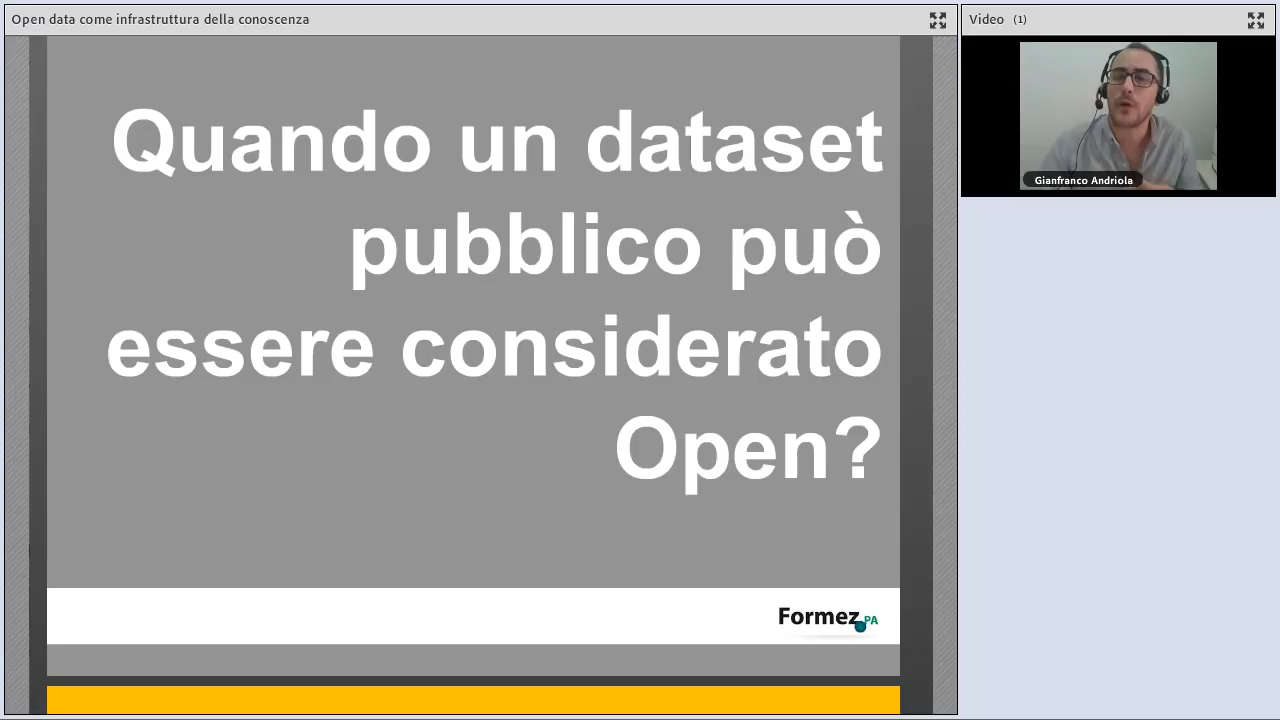 Open data come infrastruttura della conoscenza
Video (1)
Quando un dataset
pubblico può
essere considerato
Open?
Gianfranco Andriola
Formez PA